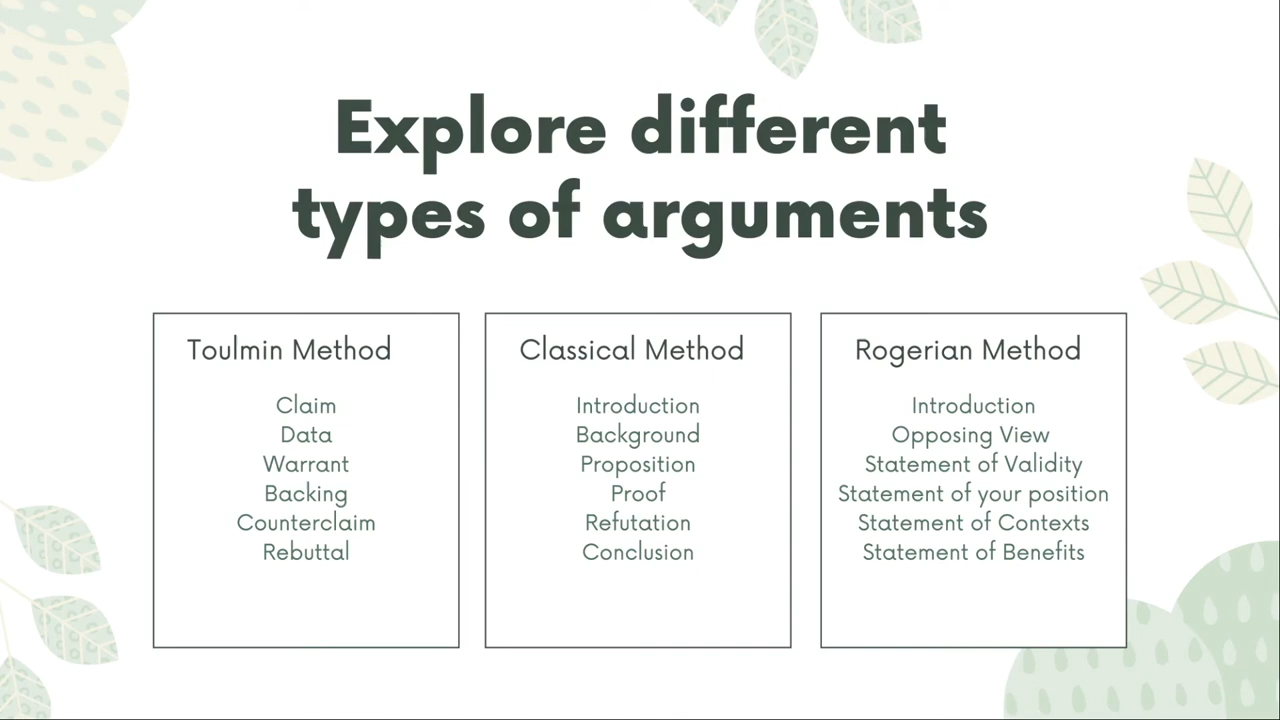 Explore different
types of arguments
Toulmin Method
Claim
Data
Warrant
Backing
Counterclaim
Rebuttal
Classical Method
Introduction
Background
Proposition
Proof
Refutation
Conclusion
Rogerian Method
Introduction
Opposing View
Statement of Validity
Statement of your position
Statement of Contexts
Statement of Benefits